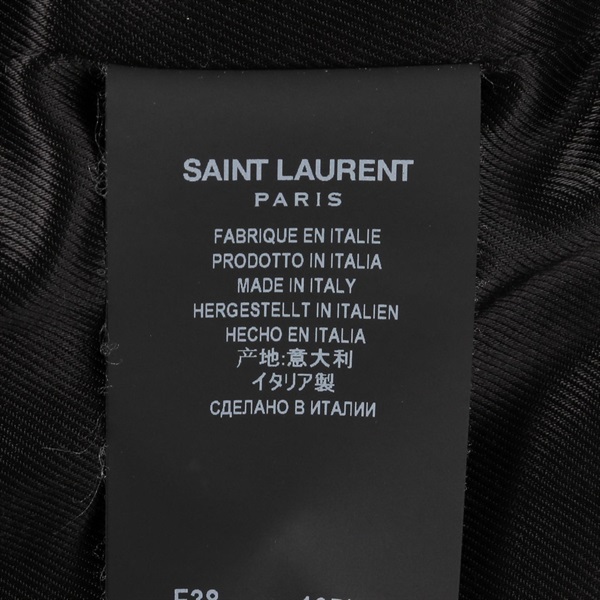 SAINT LAURENT
PARIS
FABRIQUE EN ITALIE
PRODOTTO IN ITALIA
MADE IN ITALY
HERGESTELLT IN ITALIEN
HECHO EN ITALIA
产地:意大利
イタリア製
СДЕЛАНО В ИТАЛИИ